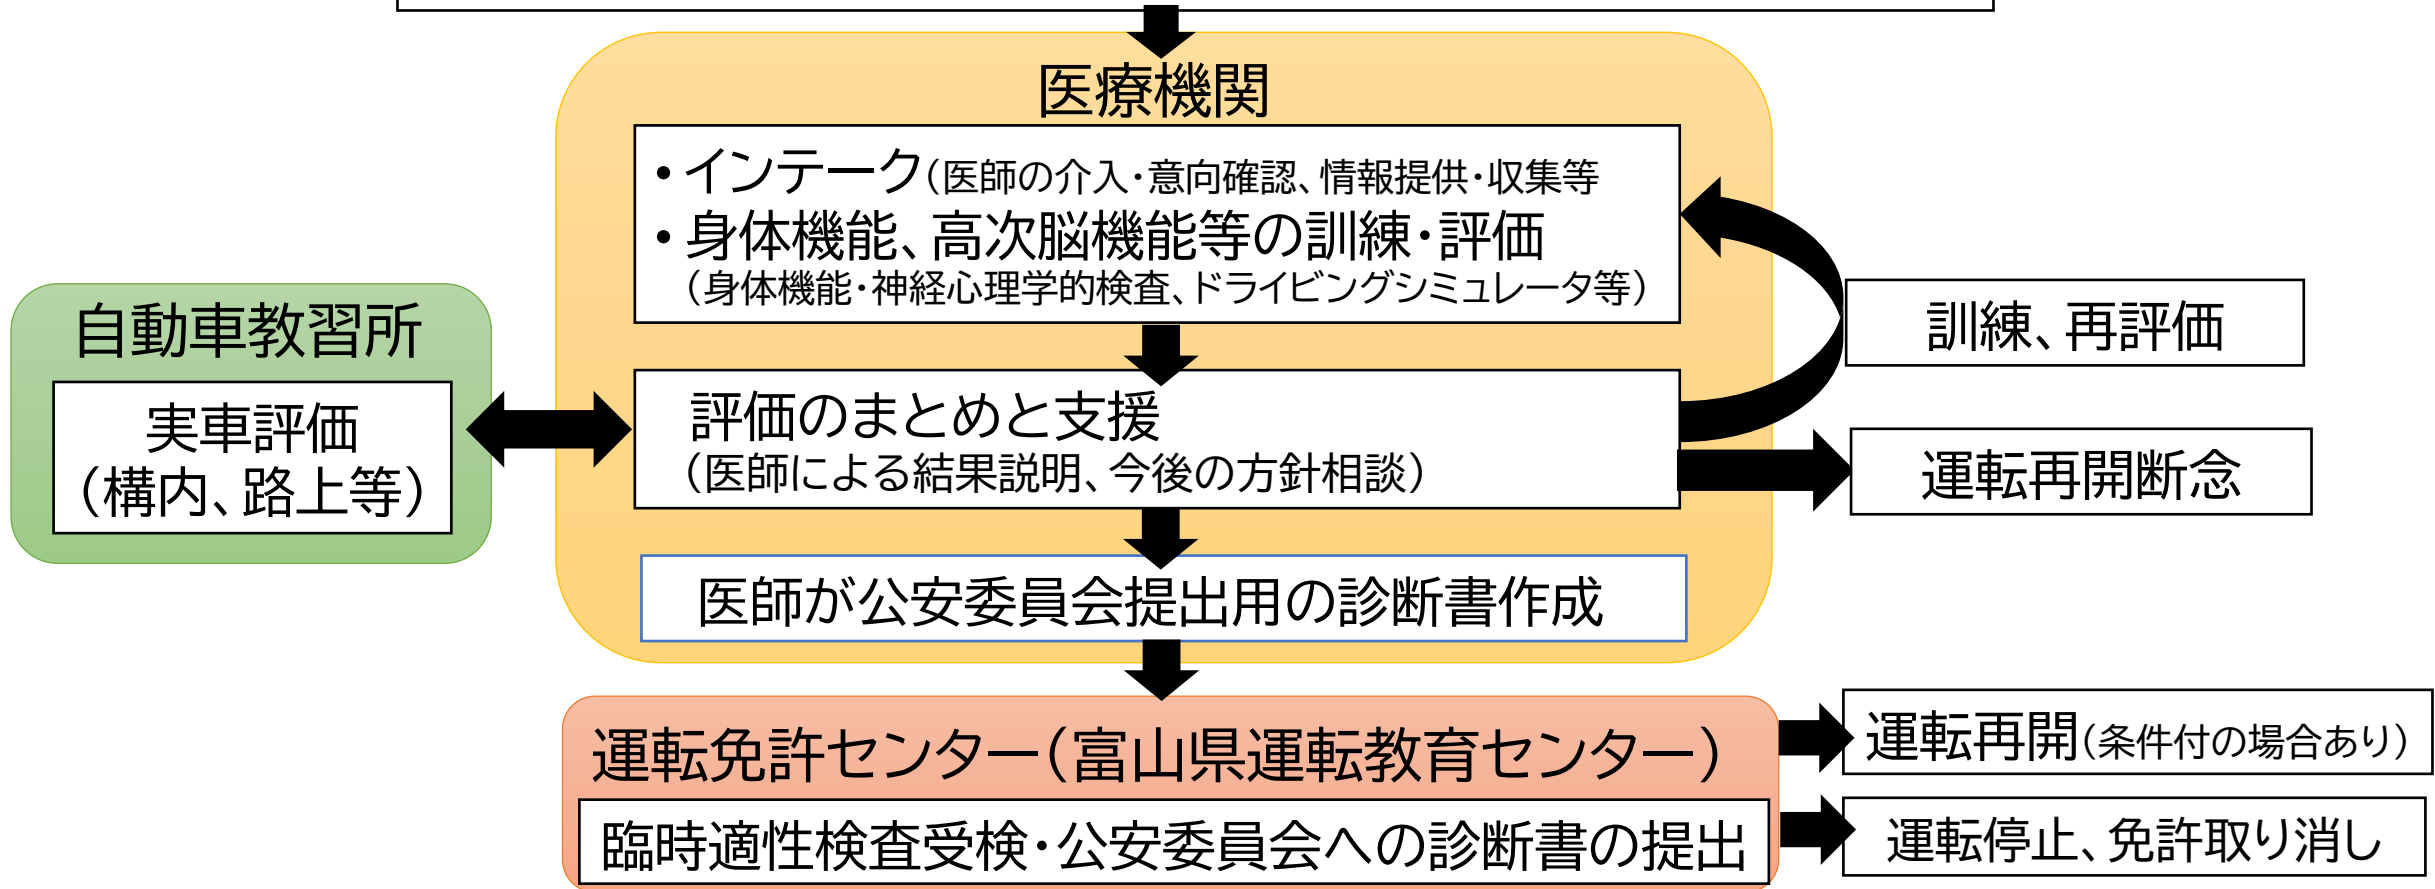 医療機関
・インテーク（医師の介入・意向確認、情報提供・収集等
・身体機能、高次脳機能等の訓練・評価
（身体機能・神経心理学的検査、ドライビングシミュレータ等）
自動車教習所
実車評価
（構内、路上等）
評価のまとめと支援
（医師による結果説明、今後の方針相談）
訓練、再評価
運転再開断念
医師が公安委員会提出用の診断書作成
運転免許センター（富山県運転教育センター）
臨時適性検査受検・公安委員会への診断書の提出
運転再開（条件付の場合あり）
運転停止、免許取り消し